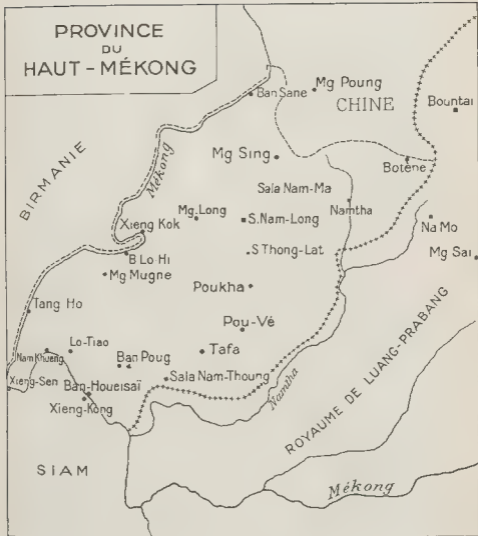 PROVINCE
DU
HAUT-MÉKONG
Ban Sane
Mg Poung
CHINE
Bountai
Mékong
Mg Sing
Botène
BIRMANIE
Sala Nam-Ma
Namtha
Mg.Long
S.Nam-Long
Xieng Kok
Na Mo
B Lo Hi
S Thong-Lat
Mg Sai
Mg Mugne
Poukha
Tang Ho
Pou-Vé
Lo-Tiao
Tafa
Nam Khueng
Ban Poug
Xieng-Sen
Ban-Houeisaï
Sala Nam-Thoung
Xieng-Kong
Namtha
ROYAUME DE LUANG-PRABANG
SIAM
Mékong